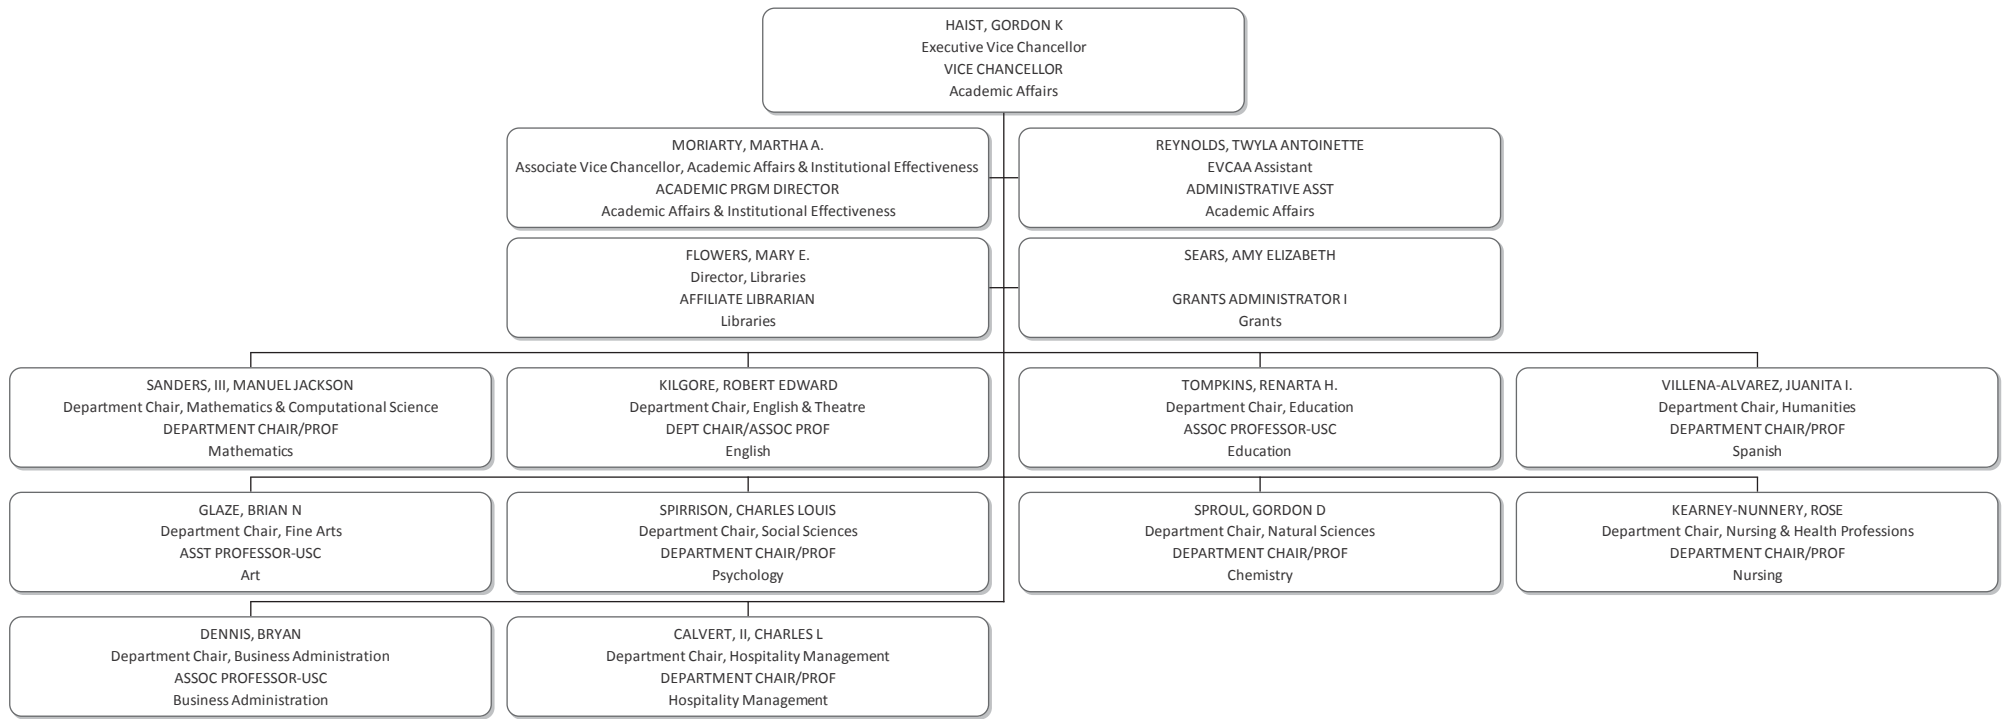 HAIST, GORDON K
Executive Vice Chancellor
VICE CHANCELLOR
Academic Affairs
MORIARTY, MARTHA A.
Associate Vice Chancellor, Academic Affairs & Institutional Effectiveness
ACADEMIC PRGM DIRECTOR
Academic Affairs & Institutional Effectiveness
REYNOLDS, TWYLA ANTOINETTE
EVCAA Assistant
ADMINISTRATIVE ASST
Academic Affairs
FLOWERS, MARY E.
Director, Libraries
AFFILIATE LIBRARIAN
Libraries
SEARS, AMY ELIZABETH
GRANTS ADMINISTRATOR I
Grants
SANDERS, III, MANUEL JACKSON
Department Chair, Mathematics & Computational Science
DEPARTMENT CHAIR/PROF
Mathematics
KILGORE, ROBERT EDWARD
Department Chair, English & Theatre
DEPT CHAIR/ASSOC PROF
English
TOMPKINS, RENARTA H.
Department Chair, Education
ASSOC PROFESSOR-USC
Education
VILLENA-ALVAREZ, JUANITA I.
Department Chair, Humanities
DEPARTMENT CHAIR/PROF
Spanish
GLAZE, BRIAN N
Department Chair, Fine Arts
ASST PROFESSOR-USC
Art
SPIRRISON, CHARLES LOUIS
Department Chair, Social Sciences
DEPARTMENT CHAIR/PROF
Psychology
SPROUL, GORDON D
Department Chair, Natural Sciences
DEPARTMENT CHAIR/PROF
Chemistry
KEARNEY-NUNNERY, ROSE
Department Chair, Nursing & Health Professions
DEPARTMENT CHAIR/PROF
Nursing
DENNIS, BRYAN
Department Chair, Business Administration
ASSOC PROFESSOR-USC
Business Administration
CALVERT, II, CHARLES L
Department Chair, Hospitality Management
DEPARTMENT CHAIR/PROF
Hospitality Management